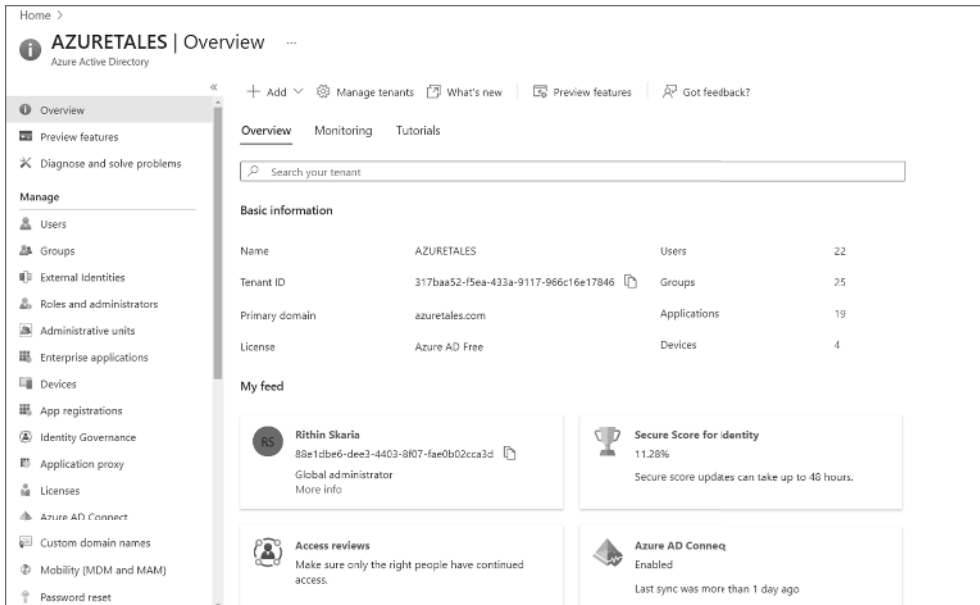 Home >
AZURETALES | Overview ...
Azure Active Directory
«
Overview
Preview features
Diagnose and solve problems
Manage
Users
Groups
External Identities
Roles and administrators
Administrative units
Enterprise applications
Devices
App registrations
Identity Governance
Application proxy
Licenses
Azure AD Connect
Custom domain names
Mobility (MDM and MAM)
Password reset
Add Manage tenants What's new Preview features Got feedback?
Overview Monitoring Tutorials
Search your tenant
Basic information
Name AZURETALES Users 22
Tenant ID 317baa52-f5ea-433a-9117-966c16e17846 Groups 25
Primary domain azuretales.com Applications 19
License Azure AD Free Devices 4
My feed
RS
Rithin Skaria
88e1dbe6-dee3-4403-8f07-fae0b02cca3d
Global administrator
More info
Secure Score for Identity
11.28%
Secure score updates can take up to 48 hours.
Access reviews
Make sure only the right people have continued
access.
Azure AD Connec
Enabled
Last sync was more than 1 day ago